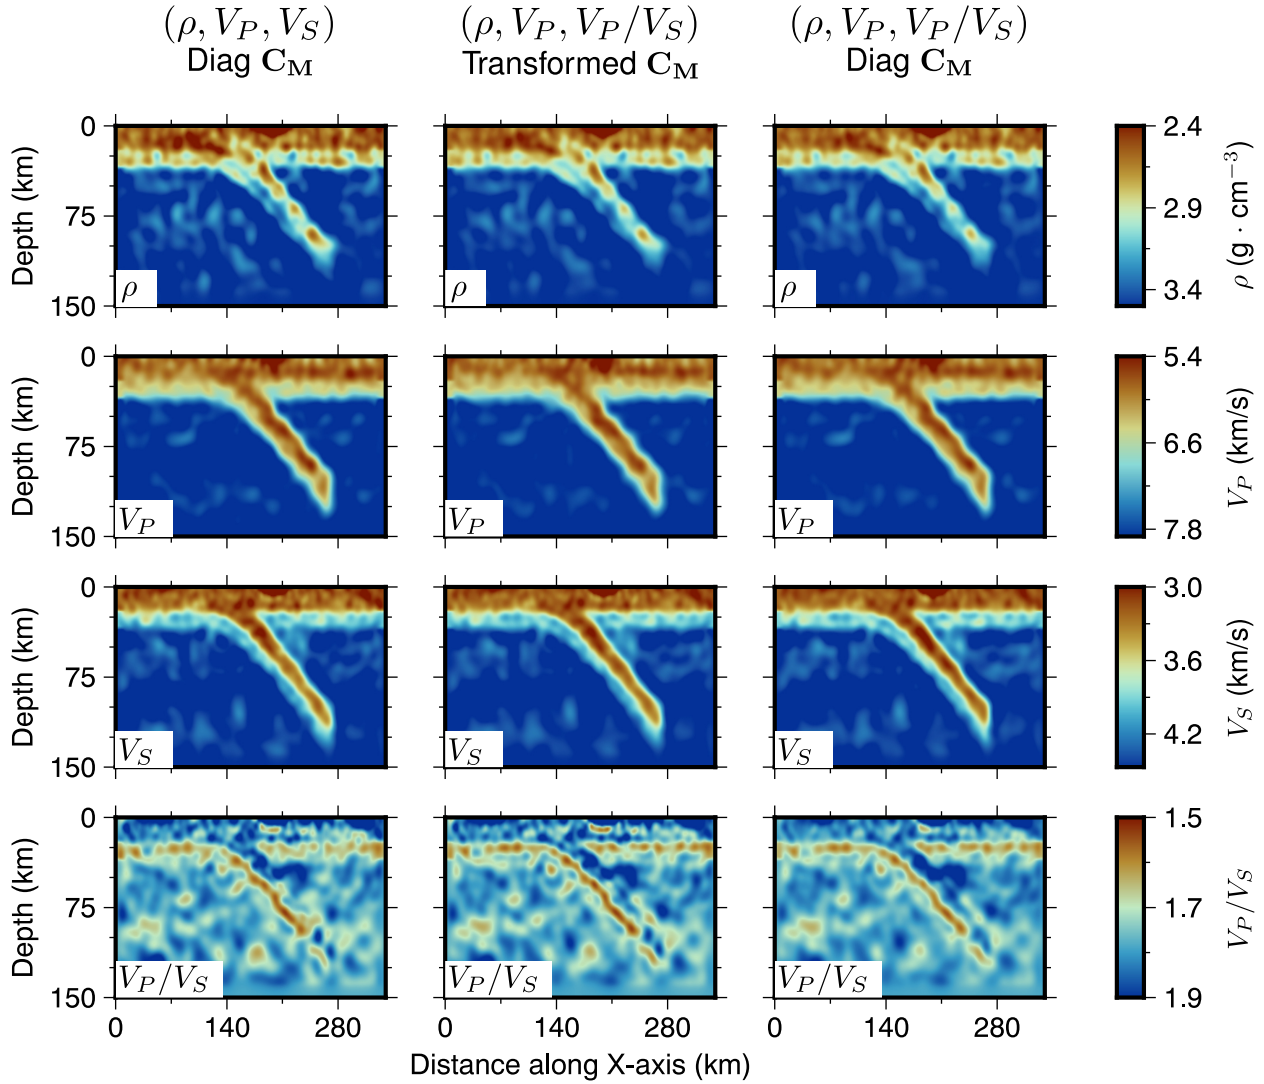 (ρ, V_P, V_S) (ρ, V_P, V_P/V_S) (ρ, V_P, V_P/V_S)
Diag C_M Transformed C_M Diag C_M
0
75
150
Depth (km)
ρ ρ ρ
2.4
2.9
3.4
ρ (g · cm⁻³)
0
75
150
Depth (km)
V_P V_P V_P
5.4
6.6
7.8
V_P (km/s)
0
75
150
Depth (km)
V_S V_S V_S
3.0
3.6
4.2
V_S (km/s)
0
75
150
Depth (km)
V_P/V_S V_P/V_S V_P/V_S
1.5
1.7
1.9
V_P/V_S
0 140 280 0 140 280 0 140 280
Distance along X-axis (km)